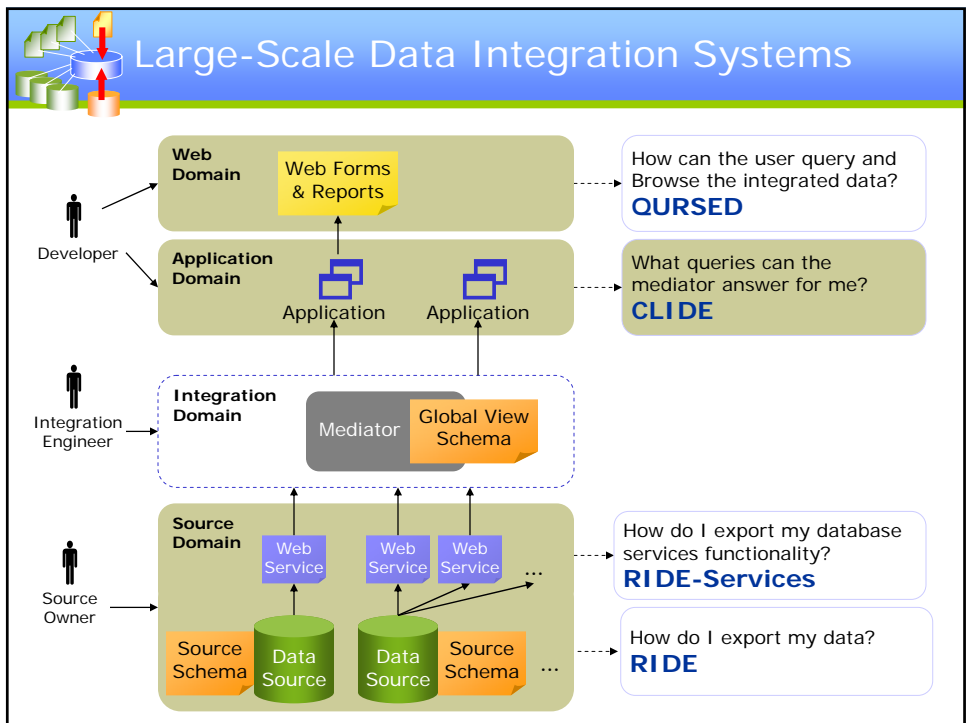 Large-Scale Data Integration Systems
Web
Domain
Web Forms
& Reports
How can the user query and
Browse the integrated data?
QURSED
Developer
Application
Domain
Application
Application
What queries can the
mediator answer for me?
CLIDE
Integration
Engineer
Integration
Domain
Mediator
Global View
Schema
Source
Owner
Source
Domain
Web
Service
Web
Service
Web
Service
...
How do I export my database
services functionality?
RIDE-Services
Source
Schema
Data
Source
Data
Source
Source
Schema
...
How do I export my data?
RIDE